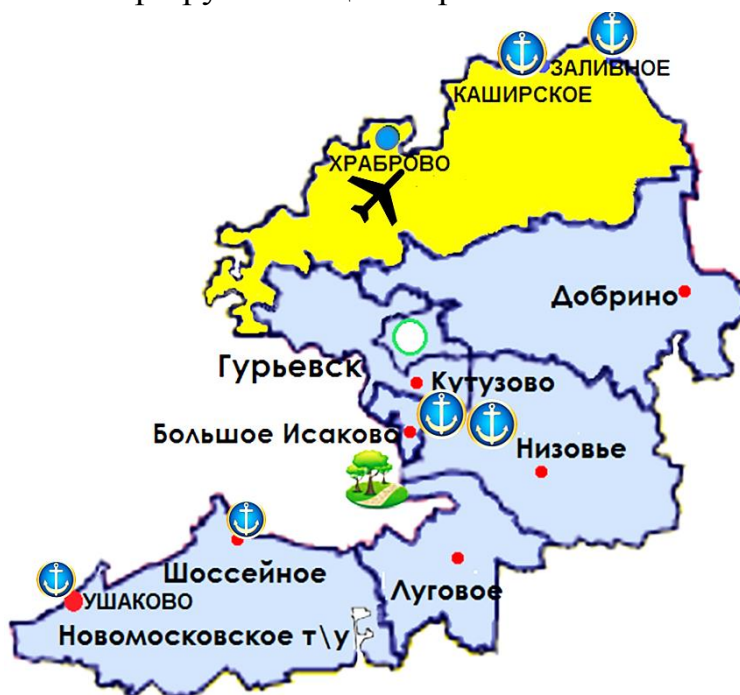 ЗАЛИВНОЕ
КАШИРСКОЕ
ХРАБРОВО
Добрино
Гурьевск
Кутузово
Большое Исаково
Низовье
Шоссейное
Луговое
УШАКОВО
Новомосковское т\у